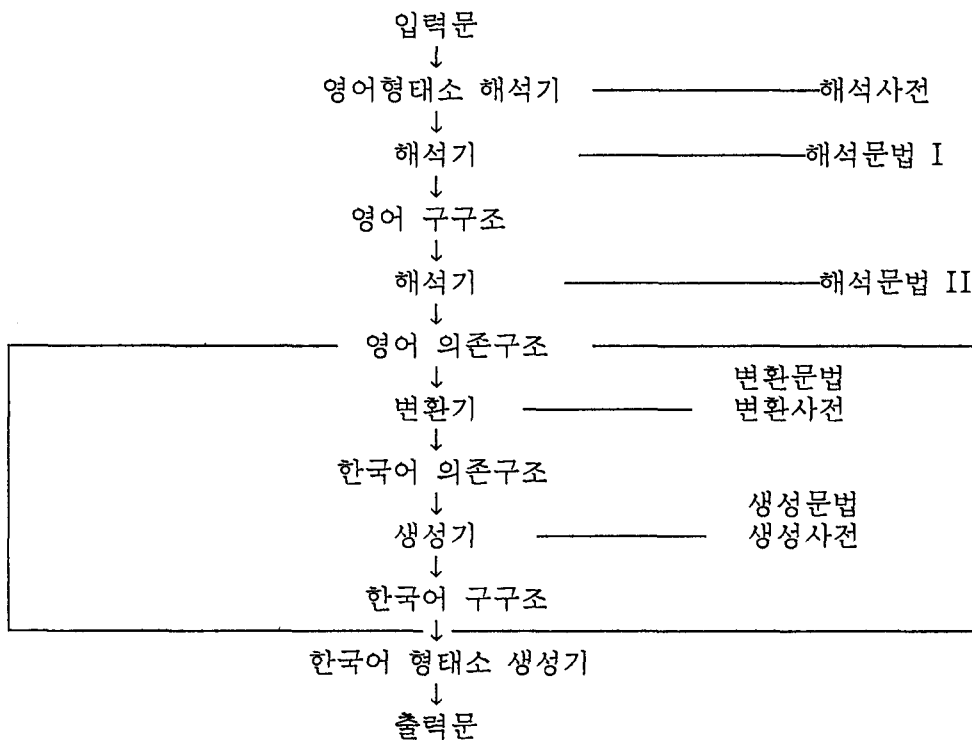 입력문
↓
영어형태소 해석기 해석사전
↓
해석기 해석문법 I
↓
영어 구구조
↓
해석기 해석문법 II
↓
영어 의존구조
↓ 변환문법
변환기 변환사전
↓
한국어 의존구조
↓ 생성문법
생성기 생성사전
↓
한국어 구구조
↓
한국어 형태소 생성기
↓
출력문